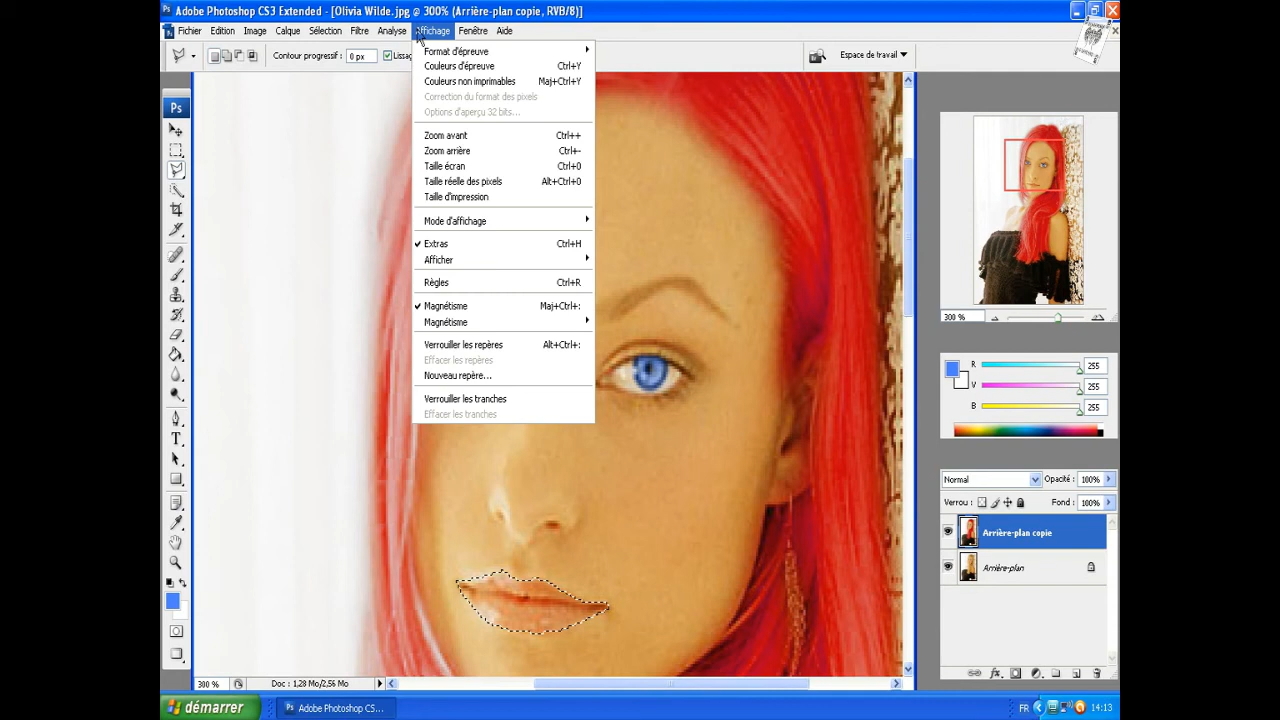 Adobe Photoshop CS3 Extended - [Olivia Wilde.jpg @ 300% (Arrière-plan copie, RVB/8)]
Fichier Edition Image Calque Sélection Filtre Analyse Affichage Fenêtre Aide
Contour progressif : 0 px Lissag
Espace de travail
Format d'épreuve
Couleurs d'épreuve Ctrl+Y
Couleurs non imprimables Maj+Ctrl+Y
Correction du format des pixels
Options d'aperçu 32 bits...
Zoom avant Ctrl++
Zoom arrière Ctrl+-
Taille écran Ctrl+0
Taille réelle des pixels Alt+Ctrl+0
Taille d'impression
Mode d'affichage
Extras Ctrl+H
Afficher
Règles Ctrl+R
Magnétisme Maj+Ctrl+:
Magnétisme
Verrouiller les repères Alt+Ctrl+:
Effacer les repères
Nouveau repère...
Verrouiller les tranches
Effacer les tranches
Ps
T
300 %
R 255
V 255
B 255
Normal Opacité : 100%
Verrou : Fond : 100%
Arrière-plan copie
Arrière-plan
300 % Doc : 1,28 Mo/2,56 Mo
démarrer Ps Adobe Photoshop CS... FR 14:13